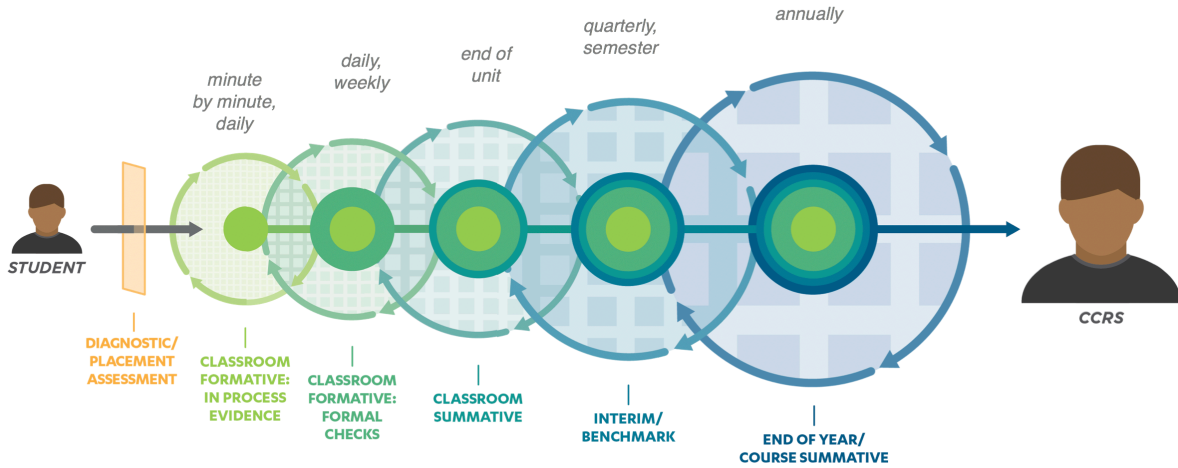 minute
by minute,
daily
daily,
weekly
end of
unit
quarterly,
semester
annually
STUDENT
CCRS
DIAGNOSTIC/
PLACEMENT
ASSESSMENT
CLASSROOM
FORMATIVE:
IN PROCESS
EVIDENCE
CLASSROOM
FORMATIVE:
FORMAL
CHECKS
CLASSROOM
SUMMATIVE
INTERIM/
BENCHMARK
END OF YEAR/
COURSE SUMMATIVE